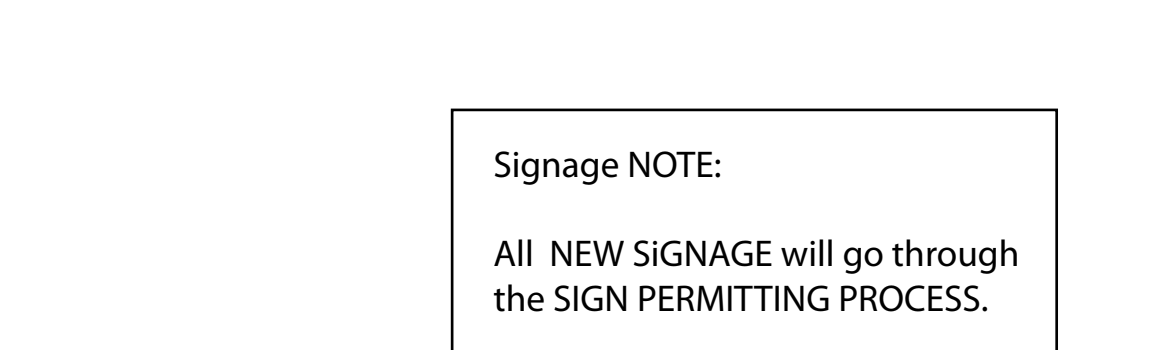 Signage NOTE:
All  NEW SiGNAGE will go through
the SIGN PERMITTING PROCESS.